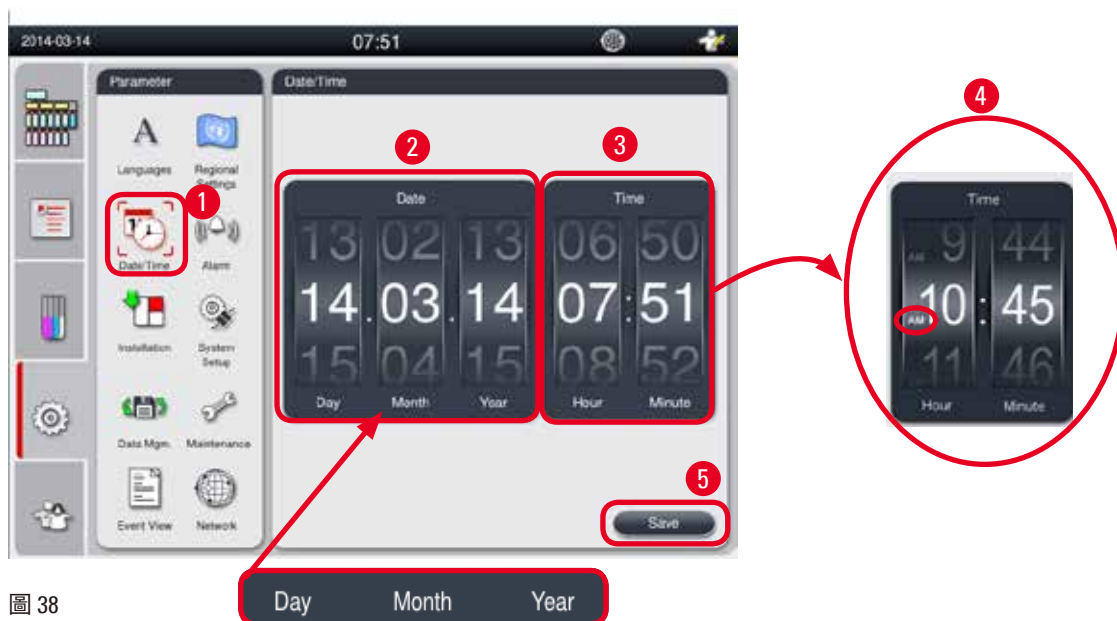 2014-03-14 07:51
Parameter
Date/Time
Languages
Regional Settings
1
Date/Time
Alarm
Installation
System Setup
Data Mgm.
Maintenance
Event View
Network
2
Date
13 02 13
14.03.14
15 04 15
Day Month Year
3
Time
06 50
07:51
08 52
Hour Minute
4
Time
AM 9 44
AM 10:45
11 46
Hour Minute
5
Save
Day Month Year
圖 38